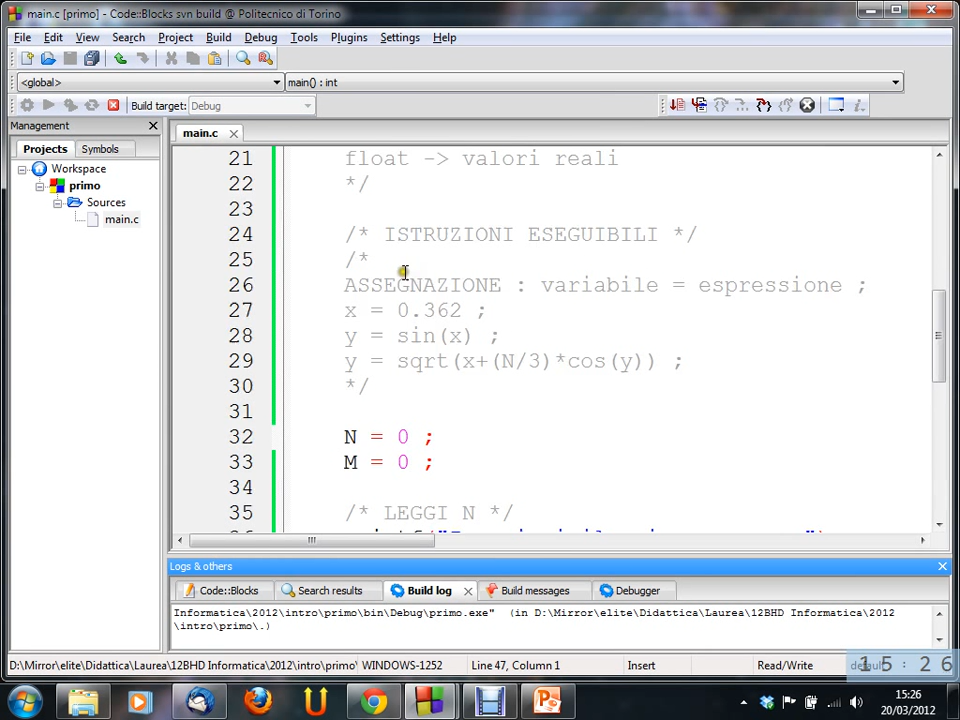 main.c [primo] - Code::Blocks svn build @ Politecnico di Torino
File Edit View Search Project Build Debug Tools Plugins Settings Help
<global> main() : int
Build target: Debug
Management
main.c
Projects Symbols
Workspace
primo
Sources
main.c
21 float -> valori reali
22 */
23
24 /* ISTRUZIONI ESEGUIBILI */
25 /*
26 ASSEGNAZIONE : variabile = espressione ;
27 x = 0.362 ;
28 y = sin(x) ;
29 y = sqrt(x+(N/3)*cos(y)) ;
30 */
31
32 N = 0 ;
33 M = 0 ;
34
35 /* LEGGI N */
Logs & others
Code::Blocks Search results Build log Build messages Debugger
Informatica\2012\intro\primo\bin\Debug\primo.exe" (in D:\Mirror\elite\Didattica\Laurea\12BHD Informatica\2012
\intro\primo\.)
D:\Mirror\elite\Didattica\Laurea\12BHD Informatica\2012\intro\primo\ WINDOWS-1252 Line 47, Column 1 Insert Read/Write default
15:26
15:26
20/03/2012